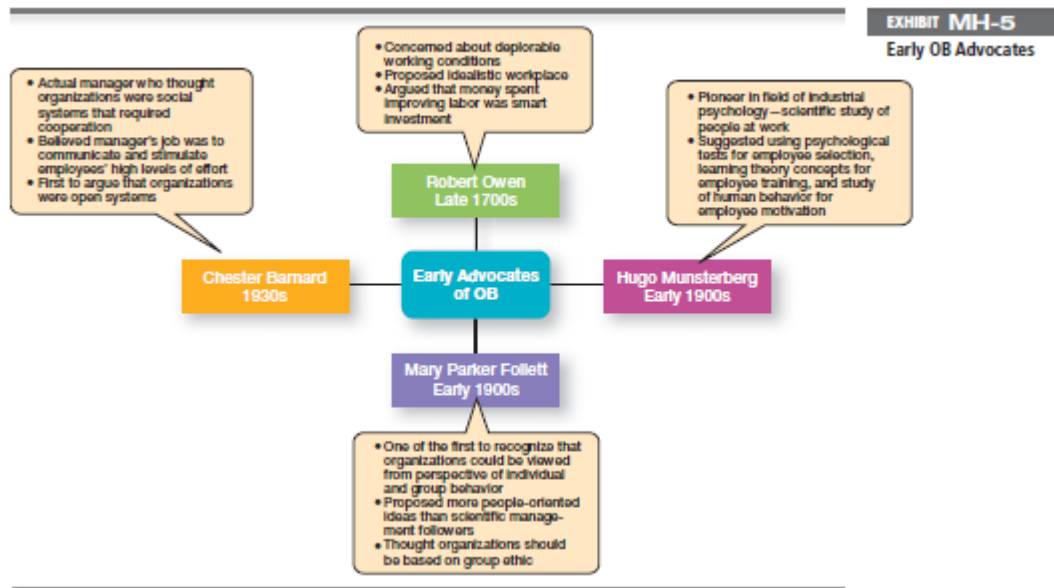 EXHIBIT MH-5
Early OB Advocates
• Concerned about deplorable
working conditions
• Proposed idealistic workplace
• Argued that money spent
improving labor was smart
investment
• Actual manager who thought
organizations were social
systems that required
cooperation
• Believed manager's job was to
communicate and stimulate
employees' high levels of effort
• First to argue that organizations
were open systems
• Pioneer in field of industrial
psychology—scientific study of
people at work
• Suggested using psychological
tests for employee selection,
learning theory concepts for
employee training, and study
of human behavior for
employee motivation
Robert Owen
Late 1700s
Chester Barnard
1930s
Early Advocates
of OB
Hugo Munsterberg
Early 1900s
Mary Parker Follett
Early 1900s
• One of the first to recognize that
organizations could be viewed
from perspective of individual
and group behavior
• Proposed more people-oriented
ideas than scientific manage-
ment followers
• Thought organizations should
be based on group ethic